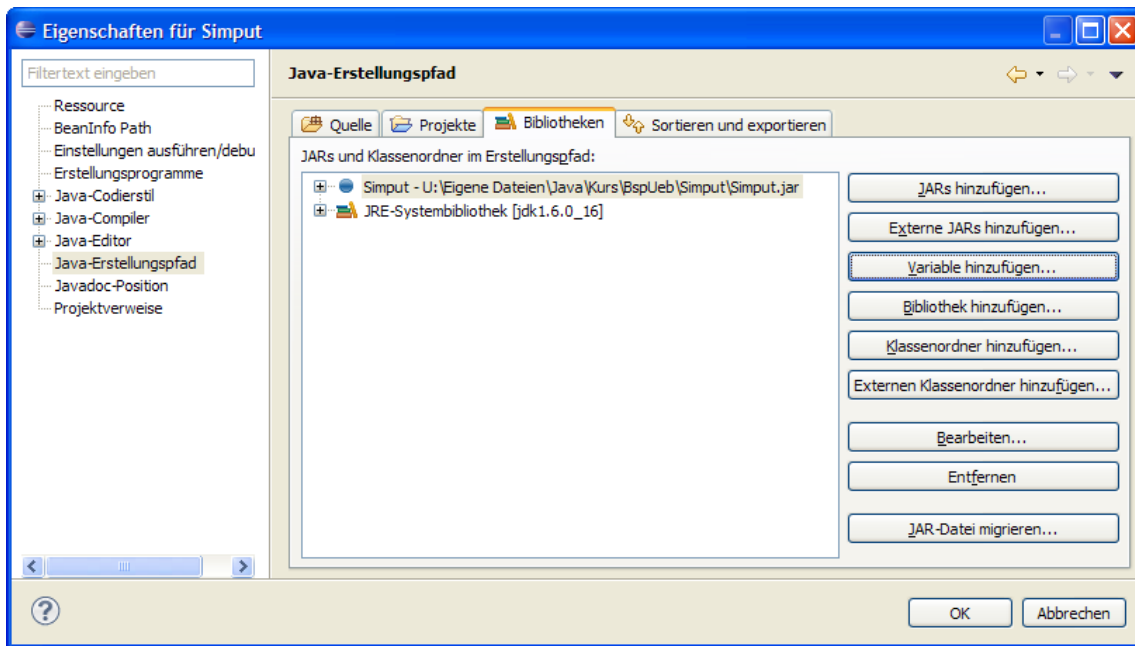 Eigenschaften für Simput
Filtertext eingeben
Ressource
BeanInfo Path
Einstellungen ausführen/debu
Erstellungsprogramme
Java-Codierstil
Java-Compiler
Java-Editor
Java-Erstellungspfad
Javadoc-Position
Projektverweise
Java-Erstellungspfad
Quelle Projekte Bibliotheken Sortieren und exportieren
JARs und Klassenordner im Erstellungspfad:
Simput - U:\Eigene Dateien\Java\Kurs\BspUeb\Simput\Simput.jar
JRE-Systembibliothek [jdk1.6.0_16]
JARs hinzufügen...
Externe JARs hinzufügen...
Variable hinzufügen...
Bibliothek hinzufügen...
Klassenordner hinzufügen...
Externen Klassenordner hinzufügen...
Bearbeiten...
Entfernen
JAR-Datei migrieren...
OK Abbrechen